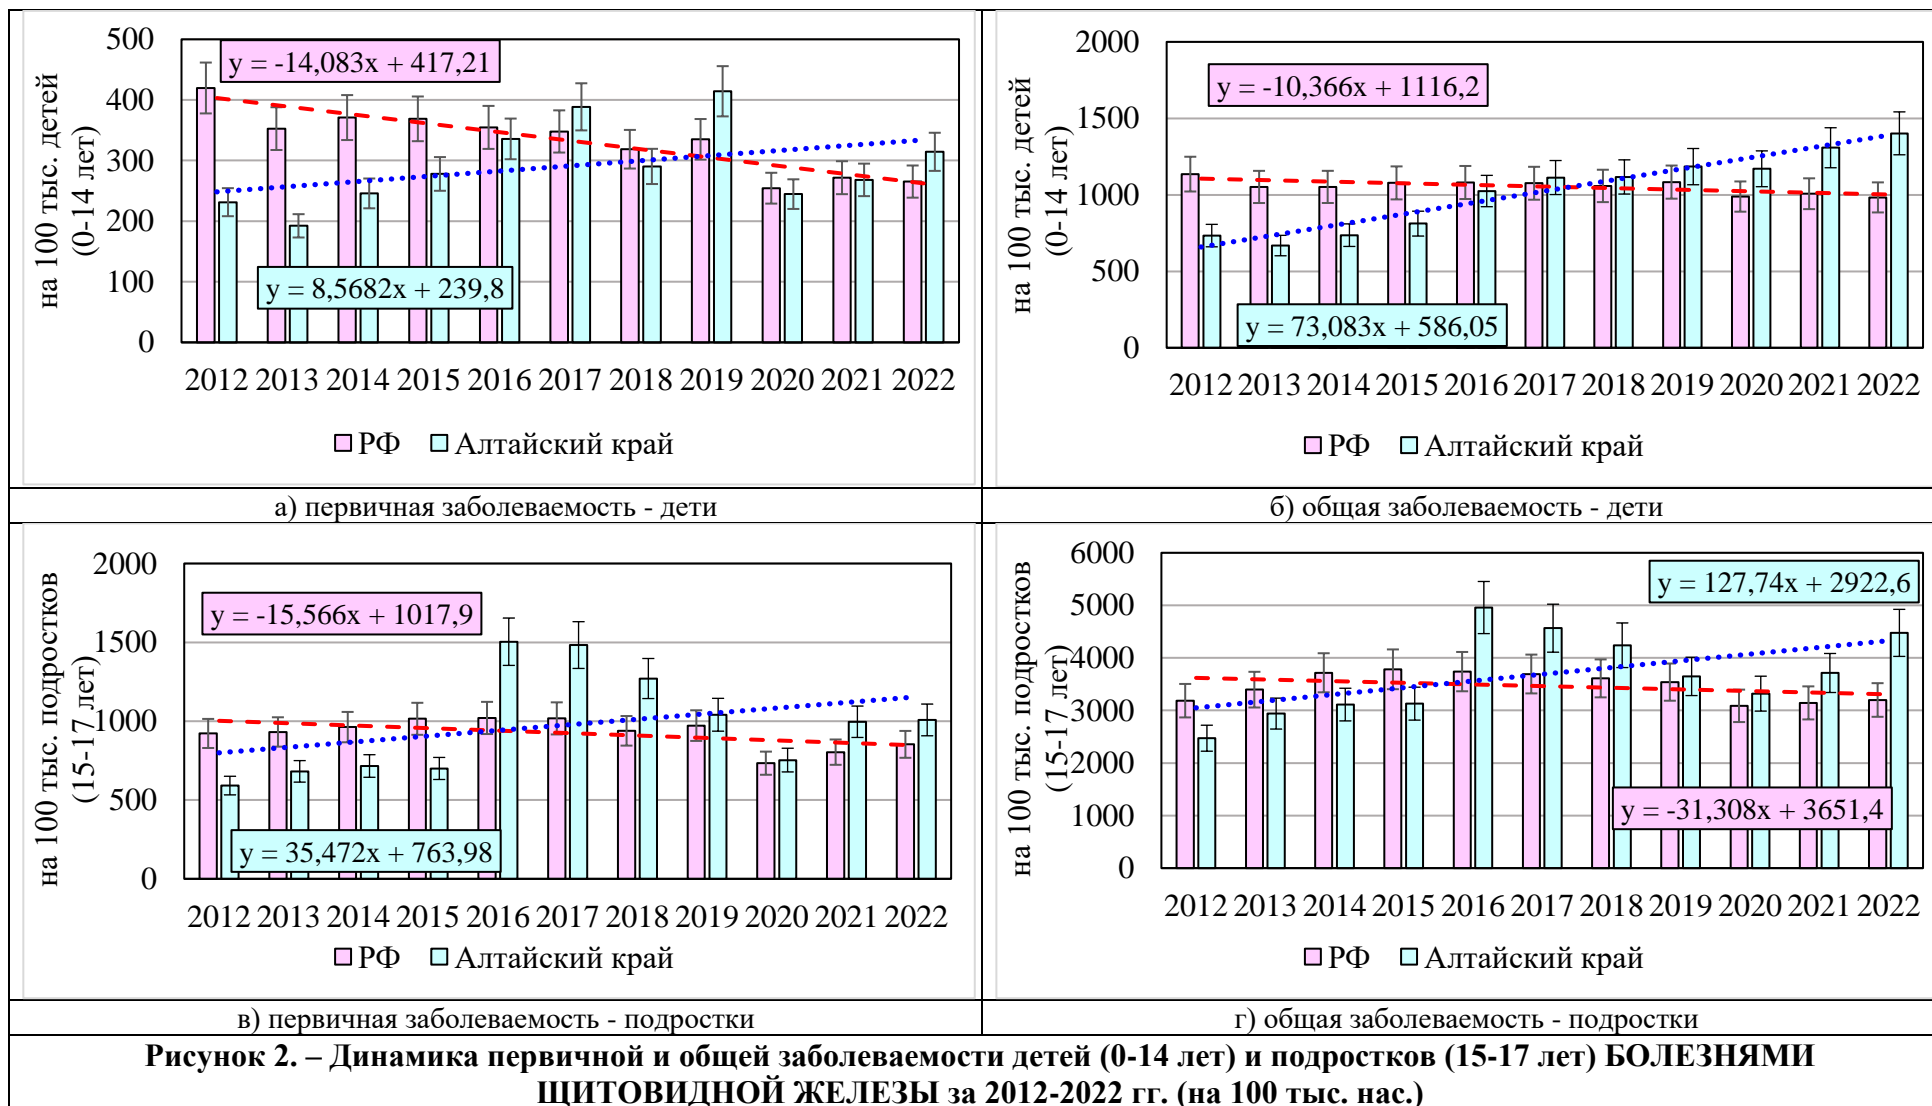 на 100 тыс. детей
(0-14 лет)
500
400
300
200
100
0
y = -14,083x + 417,21
y = 8,5682x + 239,8
2012 2013 2014 2015 2016 2017 2018 2019 2020 2021 2022
РФ Алтайский край
а) первичная заболеваемость - дети
на 100 тыс. детей
(0-14 лет)
2000
1500
1000
500
0
y = -10,366x + 1116,2
y = 73,083x + 586,05
2012 2013 2014 2015 2016 2017 2018 2019 2020 2021 2022
РФ Алтайский край
б) общая заболеваемость - дети
на 100 тыс. подростков
(15-17 лет)
2000
1500
1000
500
0
y = -15,566x + 1017,9
y = 35,472x + 763,98
2012 2013 2014 2015 2016 2017 2018 2019 2020 2021 2022
РФ Алтайский край
в) первичная заболеваемость - подростки
на 100 тыс. подростков
(15-17 лет)
6000
5000
4000
3000
2000
1000
0
y = 127,74x + 2922,6
y = -31,308x + 3651,4
2012 2013 2014 2015 2016 2017 2018 2019 2020 2021 2022
РФ Алтайский край
г) общая заболеваемость - подростки
Рисунок 2. – Динамика первичной и общей заболеваемости детей (0-14 лет) и подростков (15-17 лет) БОЛЕЗНЯМИ
ЩИТОВИДНОЙ ЖЕЛЕЗЫ за 2012-2022 гг. (на 100 тыс. нас.)